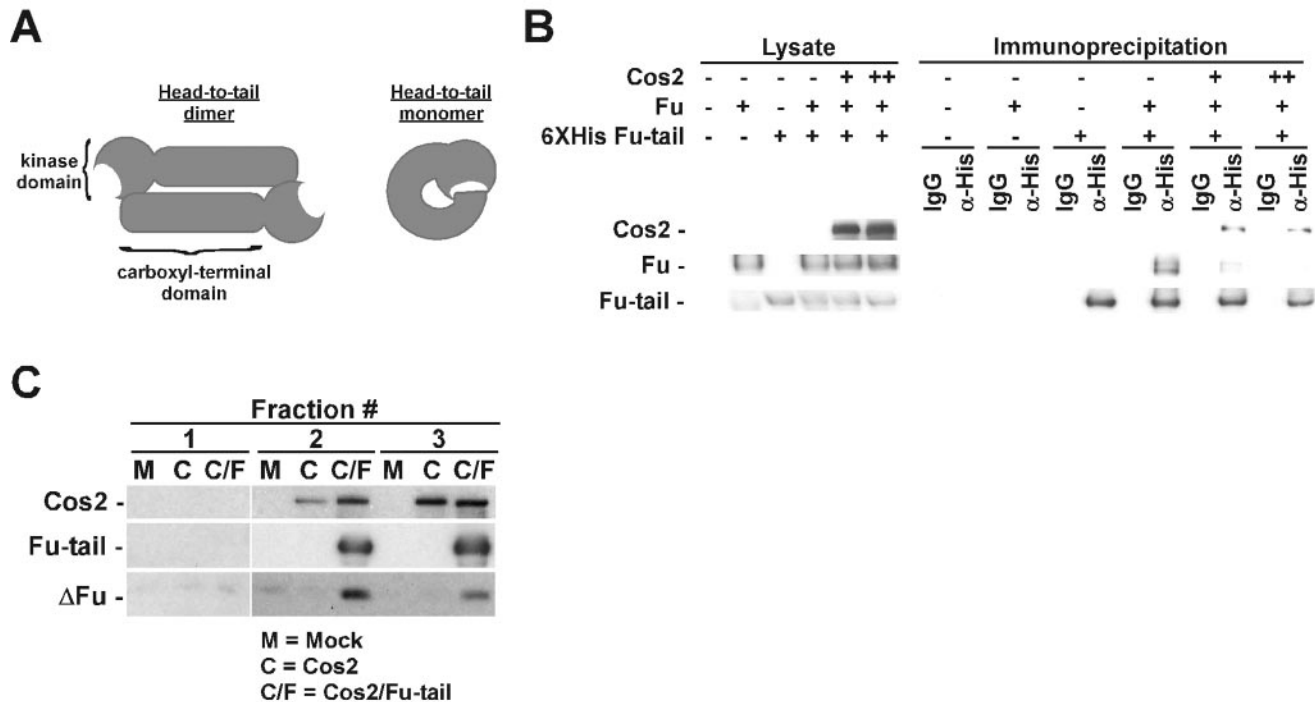 A
Head-to-tail
dimer
Head-to-tail
monomer
kinase
domain
carboxyl-terminal
domain
B
Lysate
Immunoprecipitation
Cos2 - - - - + ++ - - - - + ++
Fu - + - + + + - + - + + +
6XHis Fu-tail - - + + + + - - + + + +
IgG α-His IgG α-His IgG α-His IgG α-His IgG α-His IgG α-His
Cos2 -
Fu -
Fu-tail -
C
Fraction #
1 2 3
M C C/F M C C/F M C C/F
Cos2 -
Fu-tail -
ΔFu -
M = Mock
C = Cos2
C/F = Cos2/Fu-tail